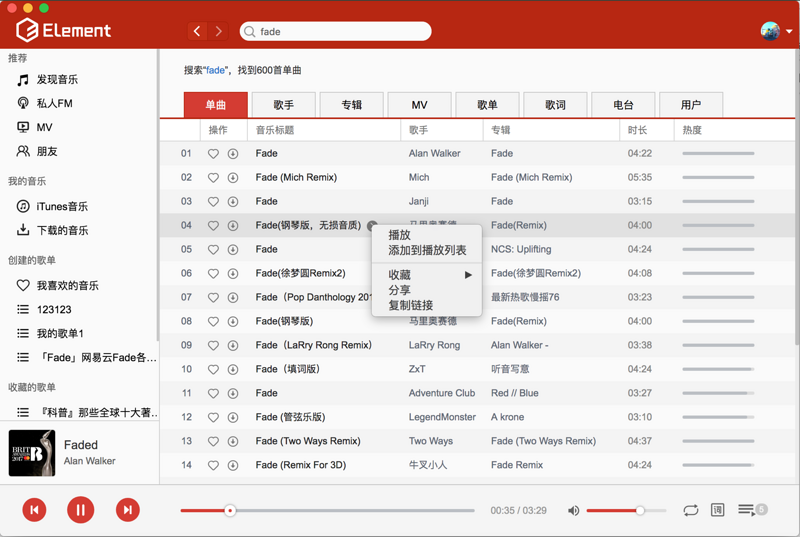 Element
fade
推荐
发现音乐
私人FM
MV
朋友
我的音乐
iTunes音乐
下载的音乐
创建的歌单
我喜欢的音乐
123123
我的歌单1
「Fade」网易云Fade各...
收藏的歌单
『科普』那些全球十大著...
搜索“fade”，找到600首单曲
单曲 歌手 专辑 MV 歌单 歌词 电台 用户
操作 音乐标题 歌手 专辑 时长 热度
01 Fade Alan Walker Fade 04:22
02 Fade (Mich Remix) Mich Fade (Mich Remix) 05:35
03 Fade Janji Fade 03:15
04 Fade(钢琴版，无损音质) 马里奥赛德 Fade(Remix) 04:00
05 Fade NCS: Uplifting 04:24
06 Fade(徐梦圆Remix2) Fade(徐梦圆Remix2) 04:08
07 Fade（Pop Danthology 201 最新热歌慢摇76 03:23
08 Fade(钢琴版) 马里奥赛德 Fade(Remix) 04:00
09 Fade（LaRry Rong Remix） LaRry Rong Alan Walker - 03:38
10 Fade（填词版） ZxT 听音写意 04:24
11 Fade Adventure Club Red // Blue 03:27
12 Fade (管弦乐版) LegendMonster A krone 03:10
13 Fade (Two Ways Remix) Two Ways Fade (Two Ways Remix) 04:37
14 Fade (Remix For 3D) 牛叉小人 Fade Remix 04:24
播放
添加到播放列表
收藏
分享
复制链接
BRIT
AWARDS
2017
Faded
Alan Walker
00:35 / 03:29
词
5